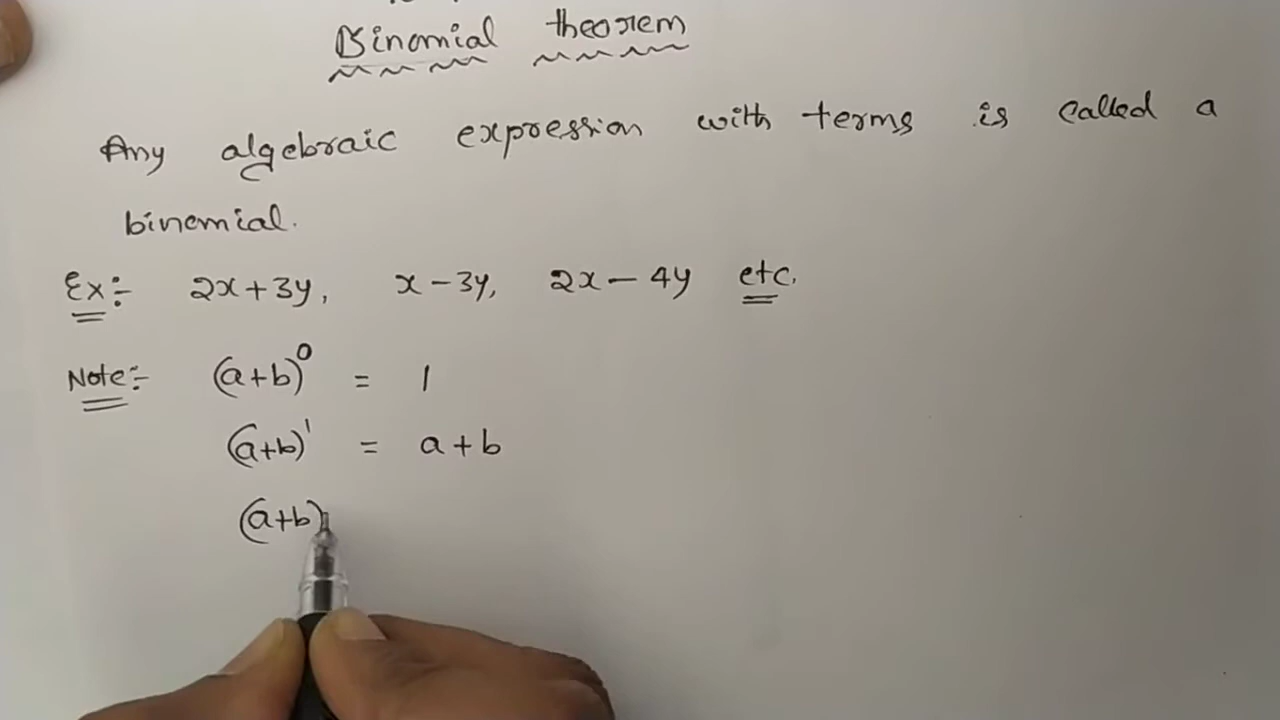 Binomial theorem
Any algebraic expression with terms is called a
binomial.
Ex:- 2x+3y, x-3y, 2x-4y etc.
Note:- (a+b)⁰ = 1
(a+b)¹ = a+b
(a+b)